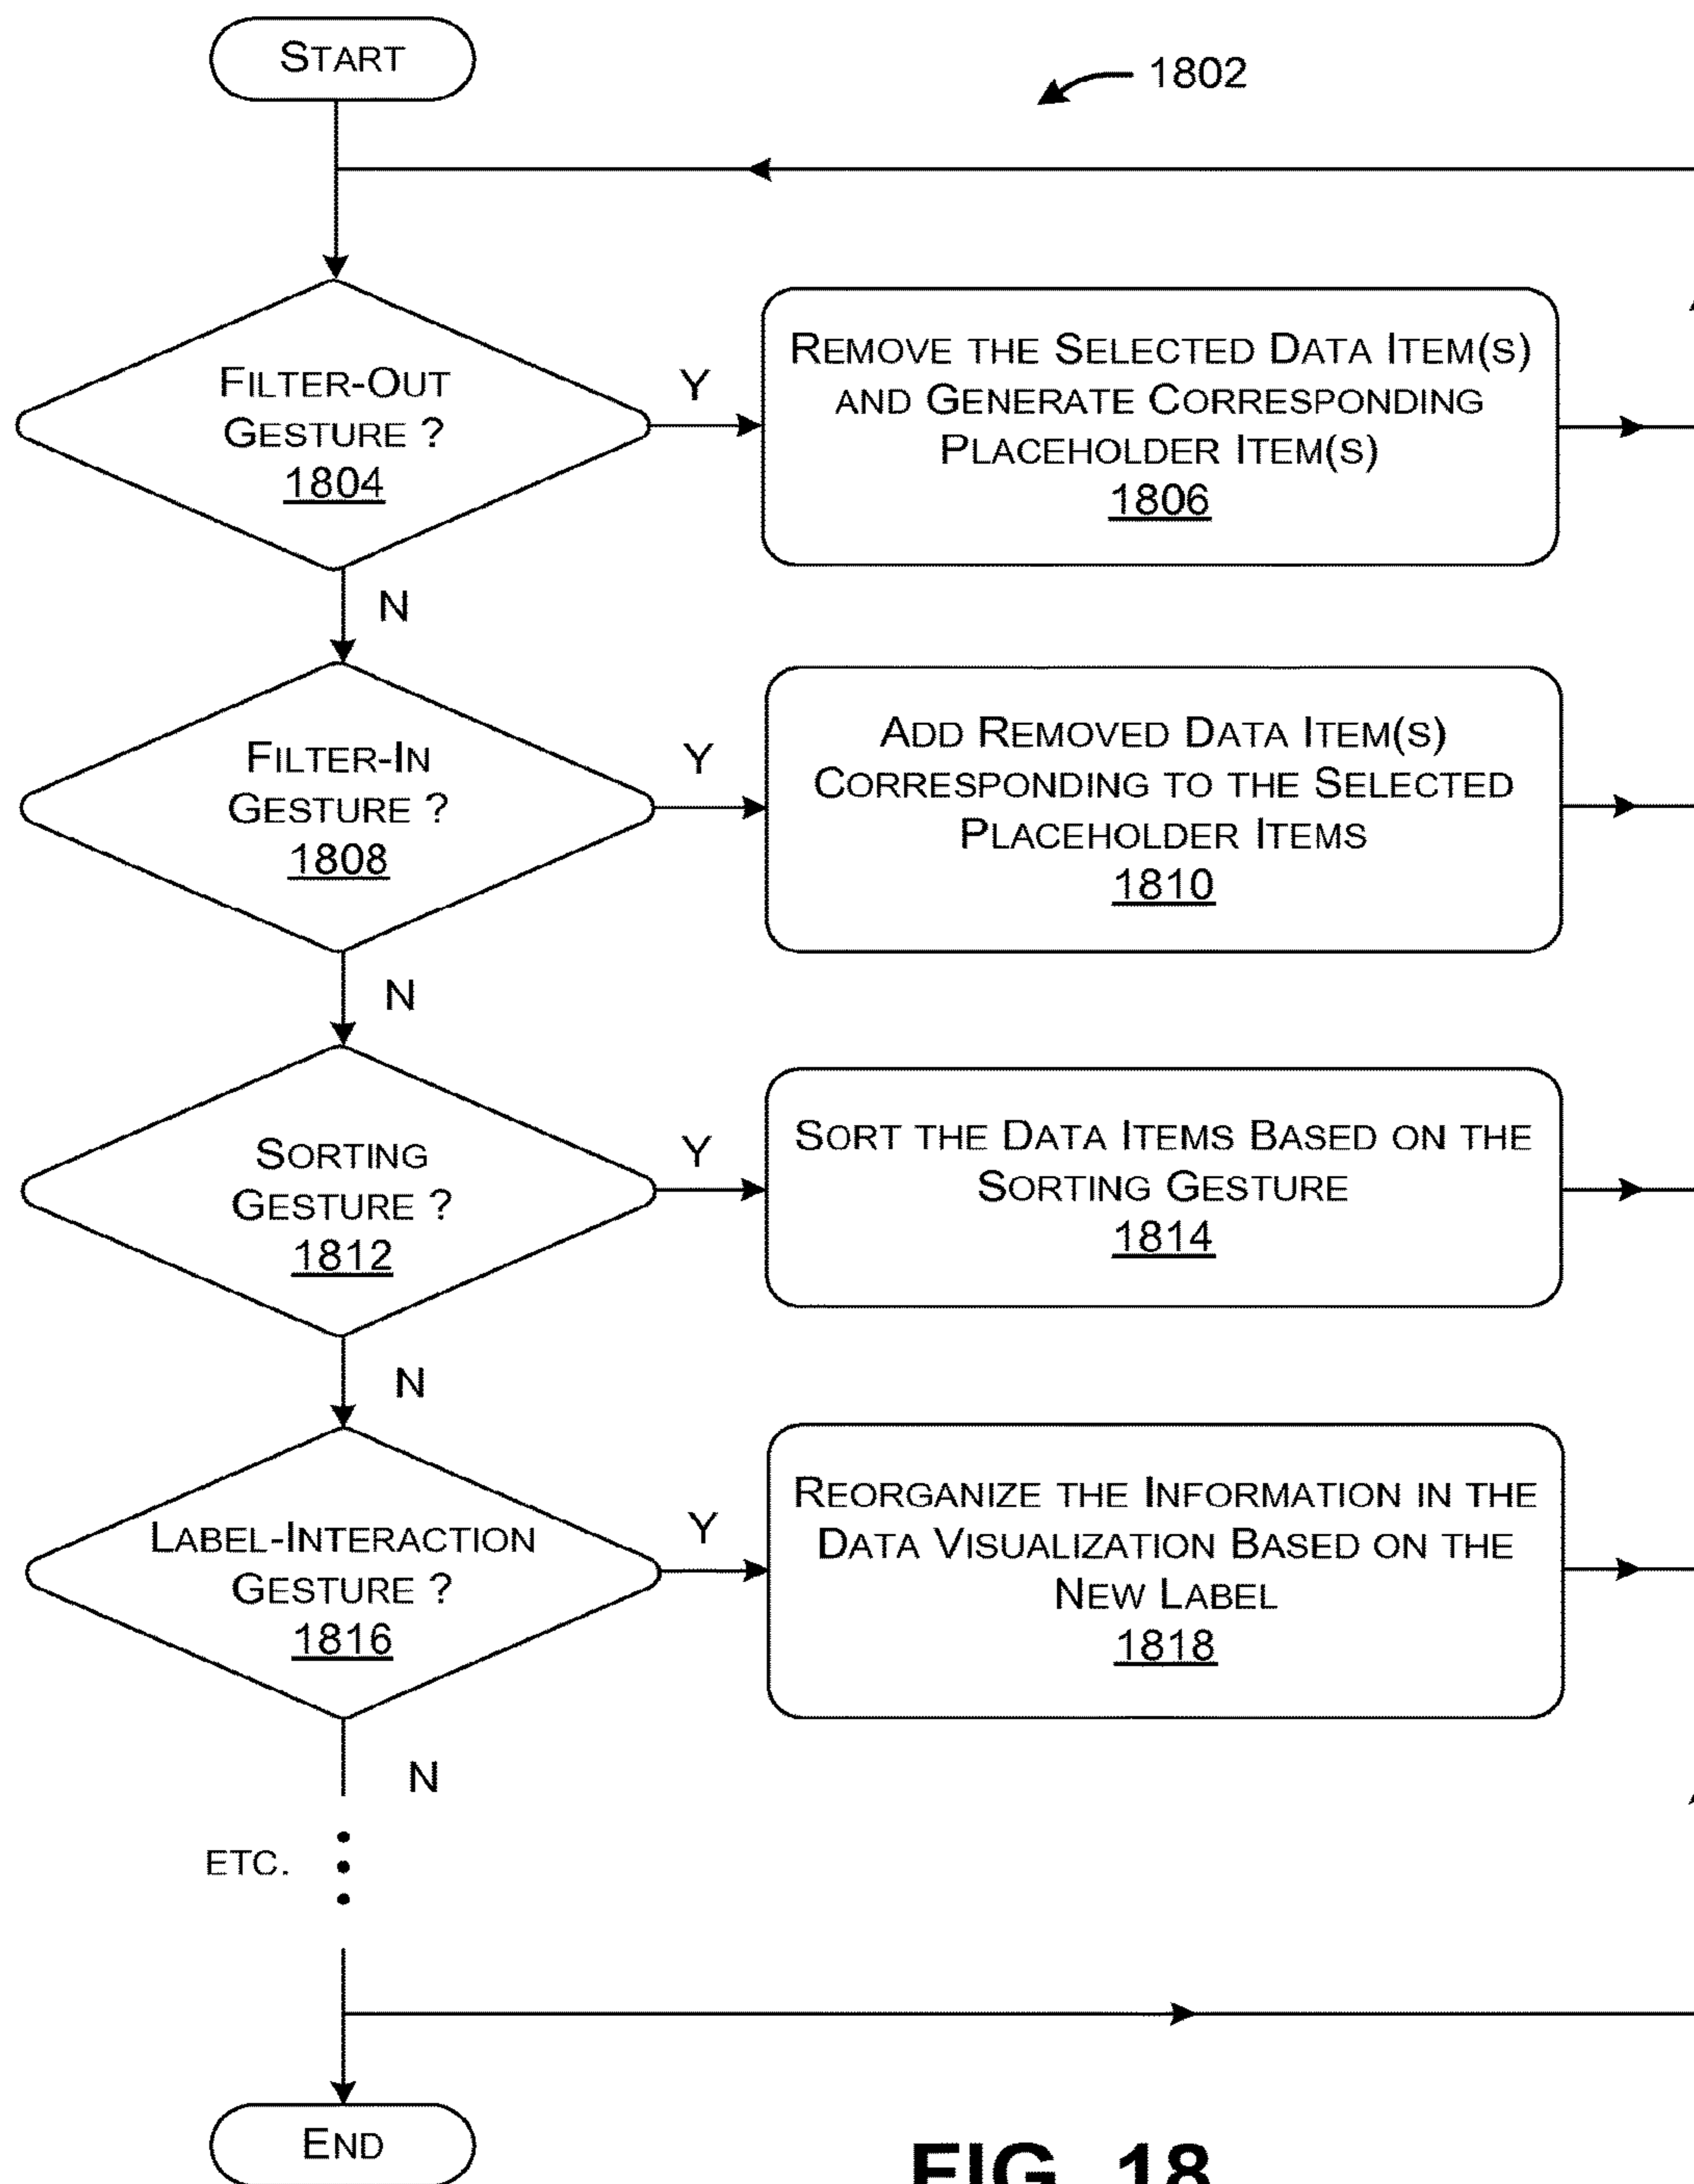 START
1802
FILTER-OUT
GESTURE ?
1804
Y
REMOVE THE SELECTED DATA ITEM(S)
AND GENERATE CORRESPONDING
PLACEHOLDER ITEM(S)
1806
N
FILTER-IN
GESTURE ?
1808
Y
ADD REMOVED DATA ITEM(S)
CORRESPONDING TO THE SELECTED
PLACEHOLDER ITEMS
1810
N
SORTING
GESTURE ?
1812
Y
SORT THE DATA ITEMS BASED ON THE
SORTING GESTURE
1814
N
LABEL-INTERACTION
GESTURE ?
1816
Y
REORGANIZE THE INFORMATION IN THE
DATA VISUALIZATION BASED ON THE
NEW LABEL
1818
N
ETC.
END
FIG. 18